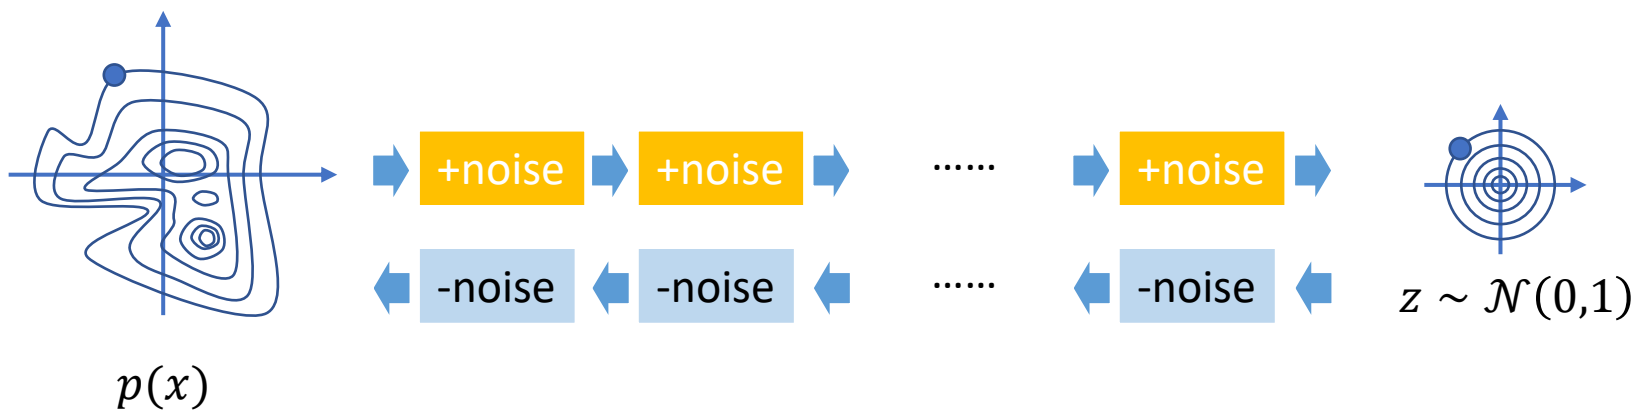 +noise +noise ...... +noise
-noise -noise ...... -noise
z ~ 𝒩(0,1)
p(x)